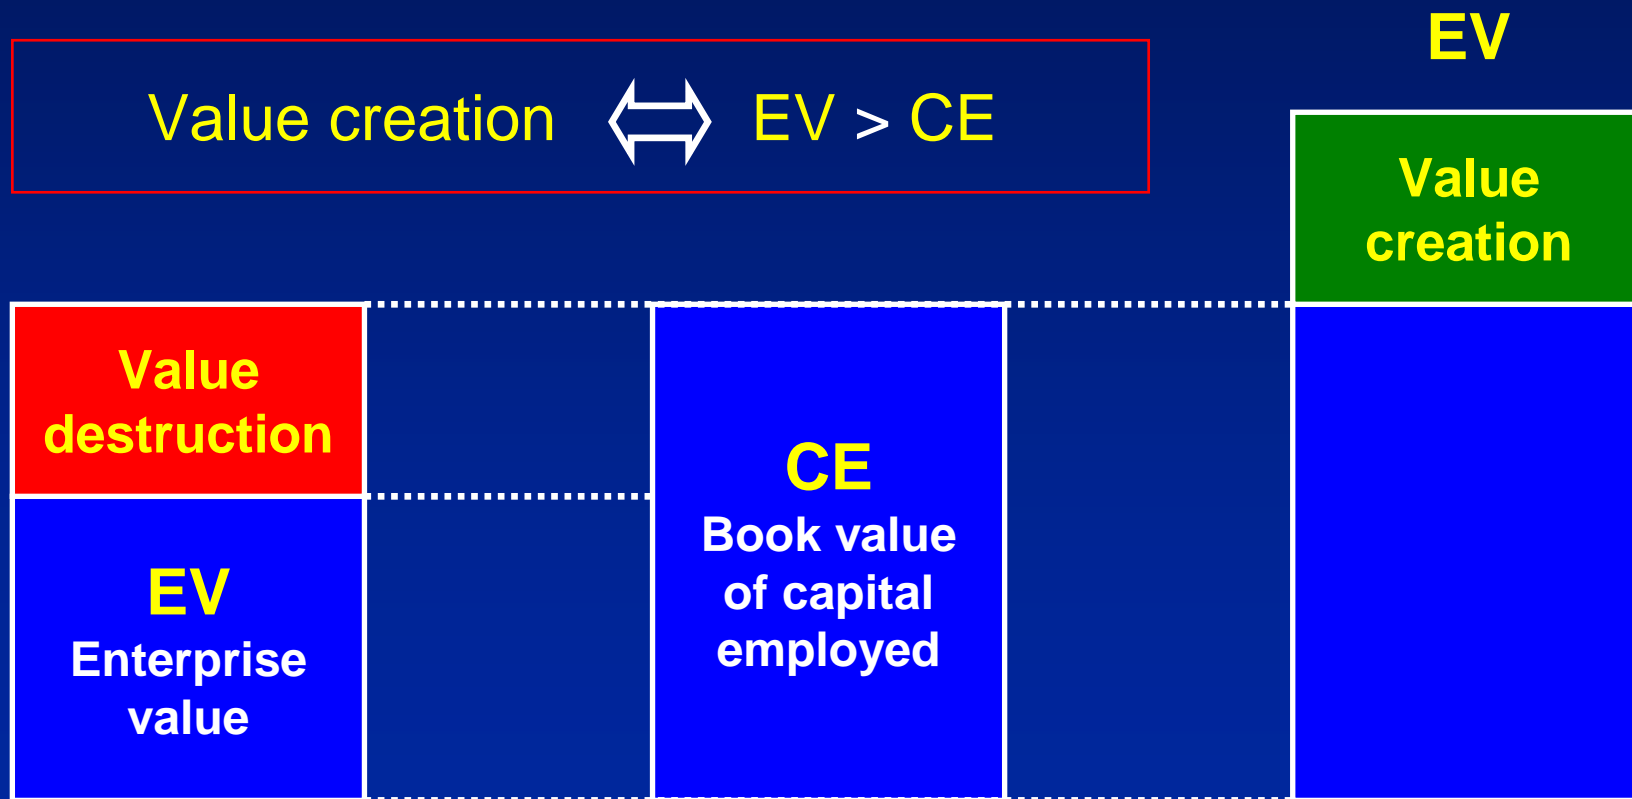 EV
Value creation ⇔ EV > CE
Value
creation
Value
destruction
EV
Enterprise
value
CE
Book value
of capital
employed